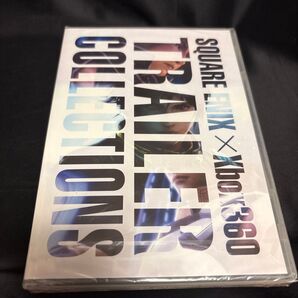 SQUARE ENIX × Xbox360
TRAILER
COLLECTIONS